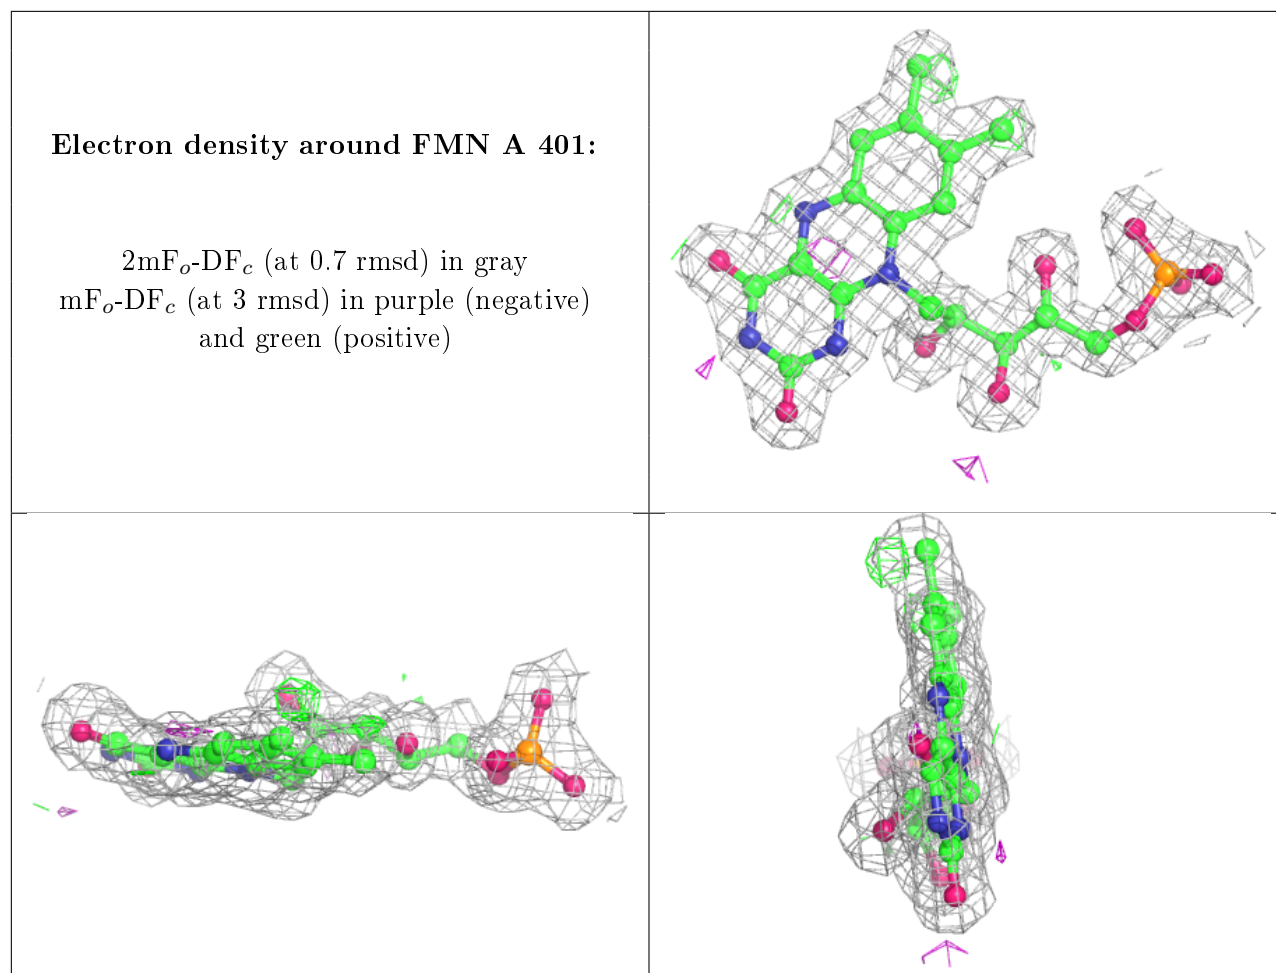 Electron density around FMN A 401:
2mFo-DFc (at 0.7 rmsd) in gray
mFo-DFc (at 3 rmsd) in purple (negative)
and green (positive)